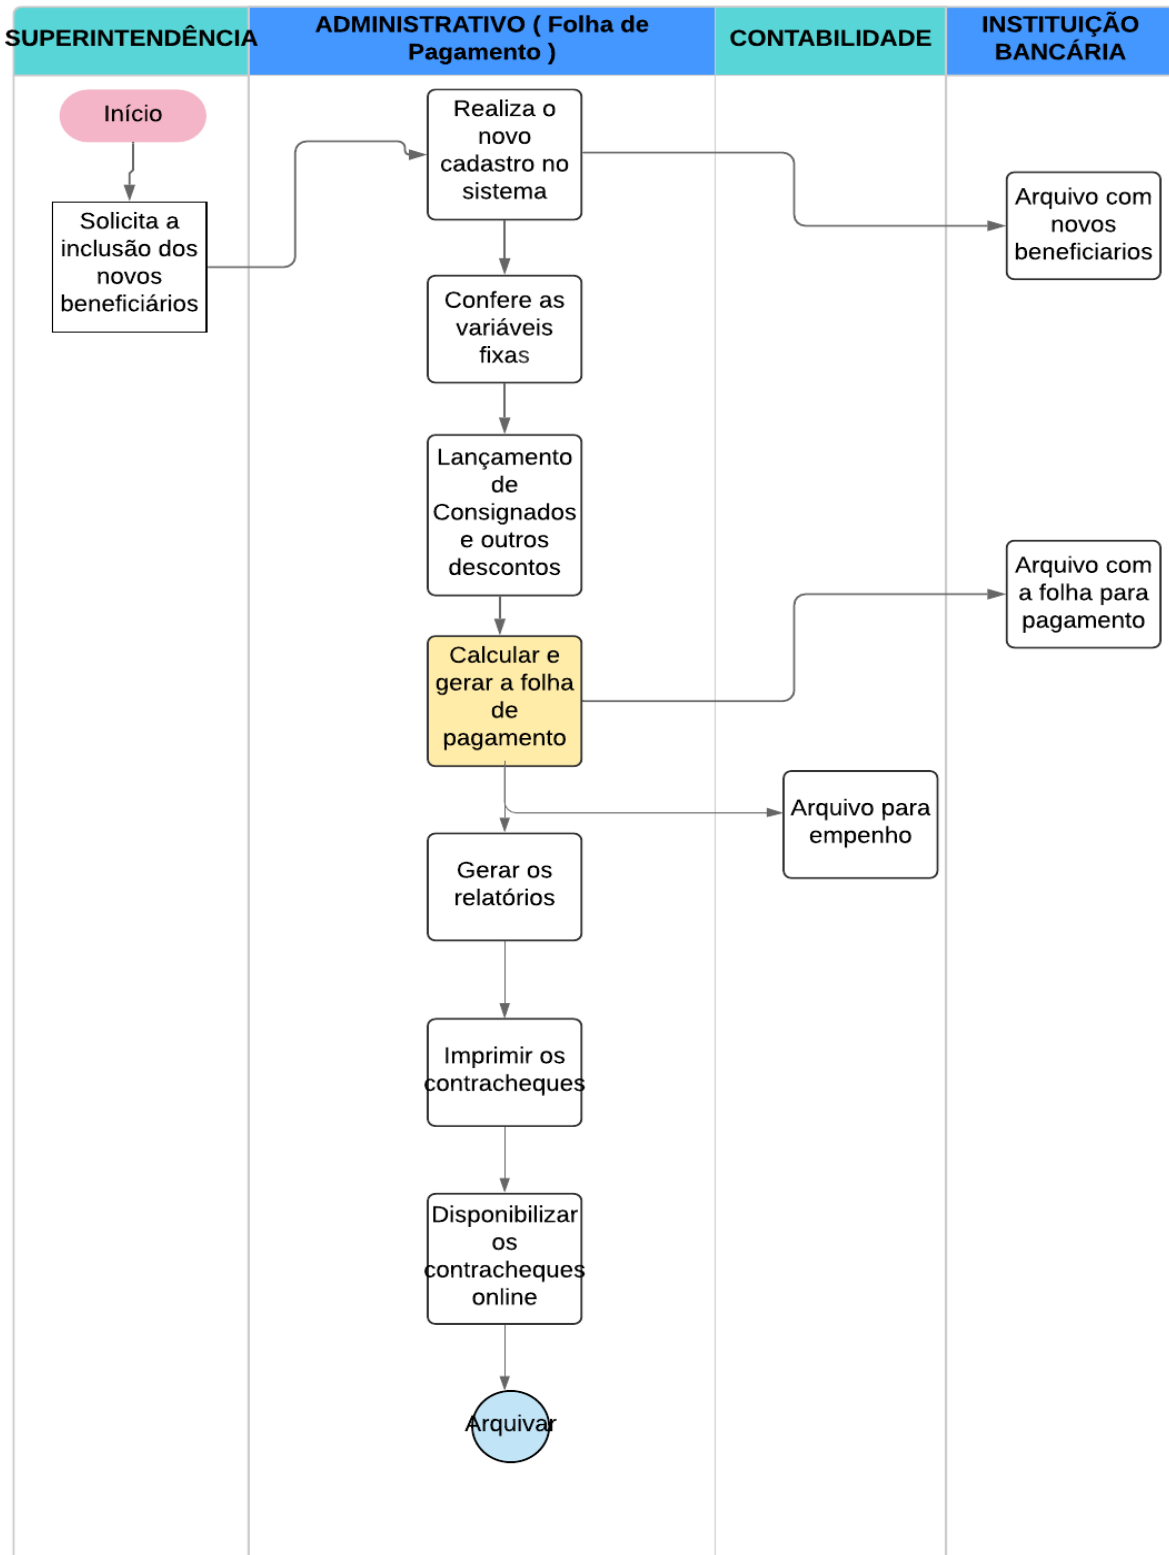 SUPERINTENDÊNCIA
ADMINISTRATIVO ( Folha de
Pagamento )
CONTABILIDADE
INSTITUIÇÃO
BANCÁRIA
Início
Solicita a
inclusão dos
novos
beneficiários
Realiza o
novo
cadastro no
sistema
Arquivo com
novos
beneficiarios
Confere as
variáveis
fixas
Lançamento
de
Consignados
e outros
descontos
Arquivo com
a folha para
pagamento
Calcular e
gerar a folha
de
pagamento
Arquivo para
empenho
Gerar os
relatórios
Imprimir os
contracheques
Disponibilizar
os
contracheques
online
Arquivar